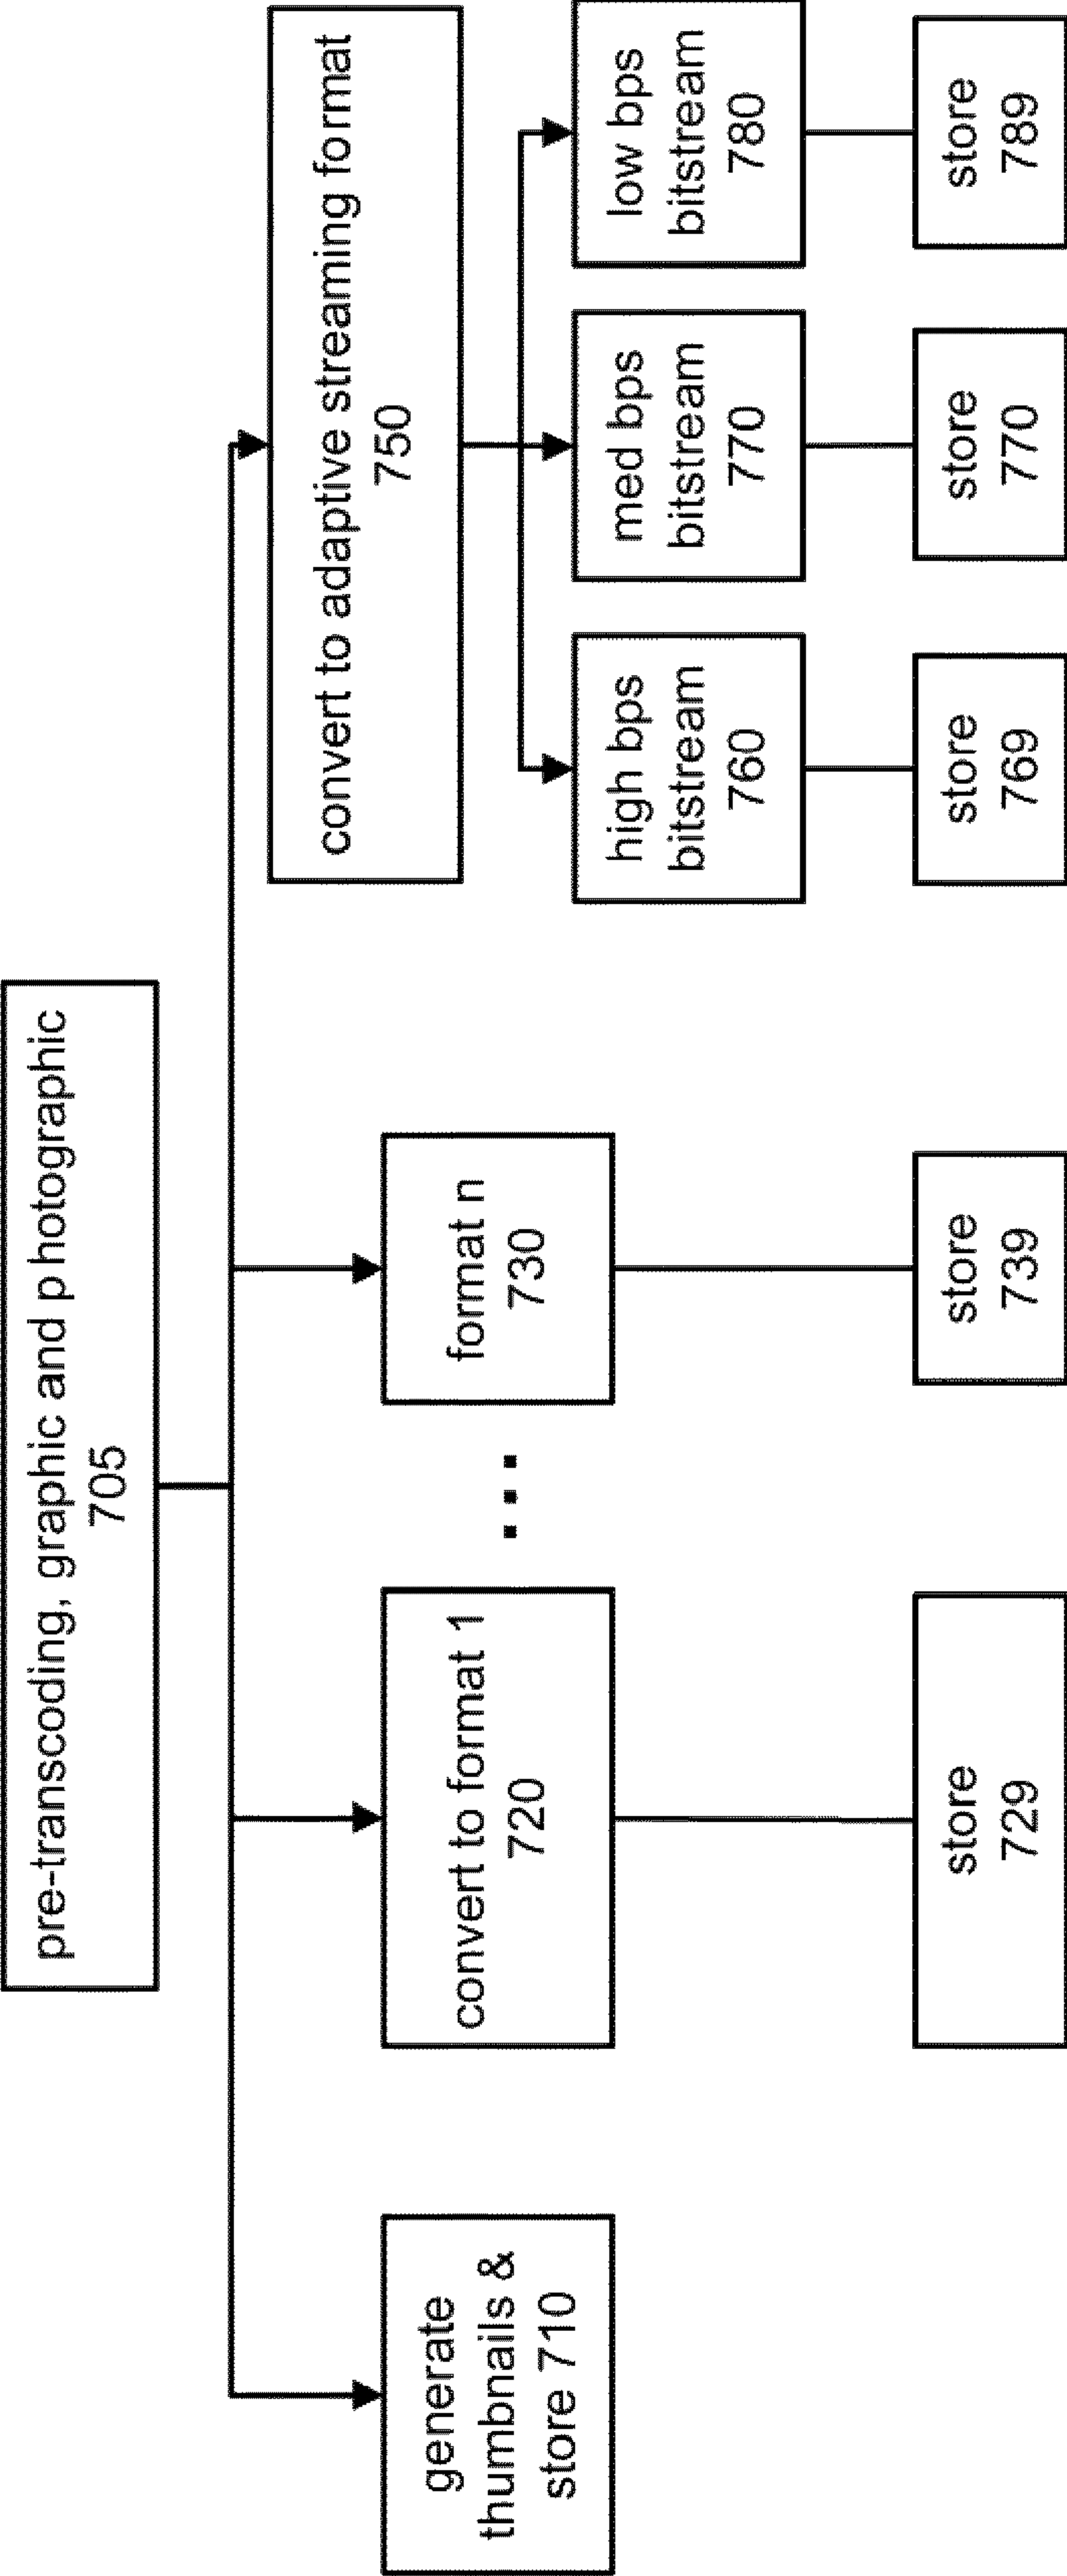 pre-transcoding, graphic and photographic
705
generate
thumbnails &
store 710
convert to format 1
720
...
format n
730
convert to adaptive streaming format
750
high bps
bitstream
760
med bps
bitstream
770
low bps
bitstream
780
store
729
store
739
store
769
store
770
store
789